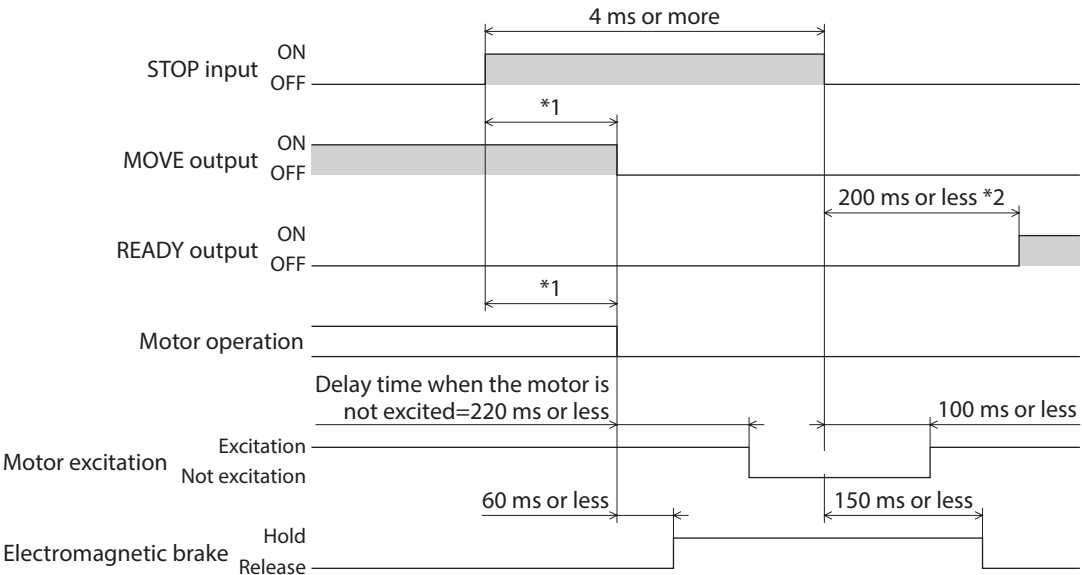 4 ms or more
STOP input
ON
OFF
*1
MOVE output
ON
OFF
200 ms or less *2
READY output
ON
OFF
*1
Motor operation
Delay time when the motor is
not excited=220 ms or less
100 ms or less
Motor excitation
Excitation
Not excitation
60 ms or less
150 ms or less
Electromagnetic brake
Hold
Release